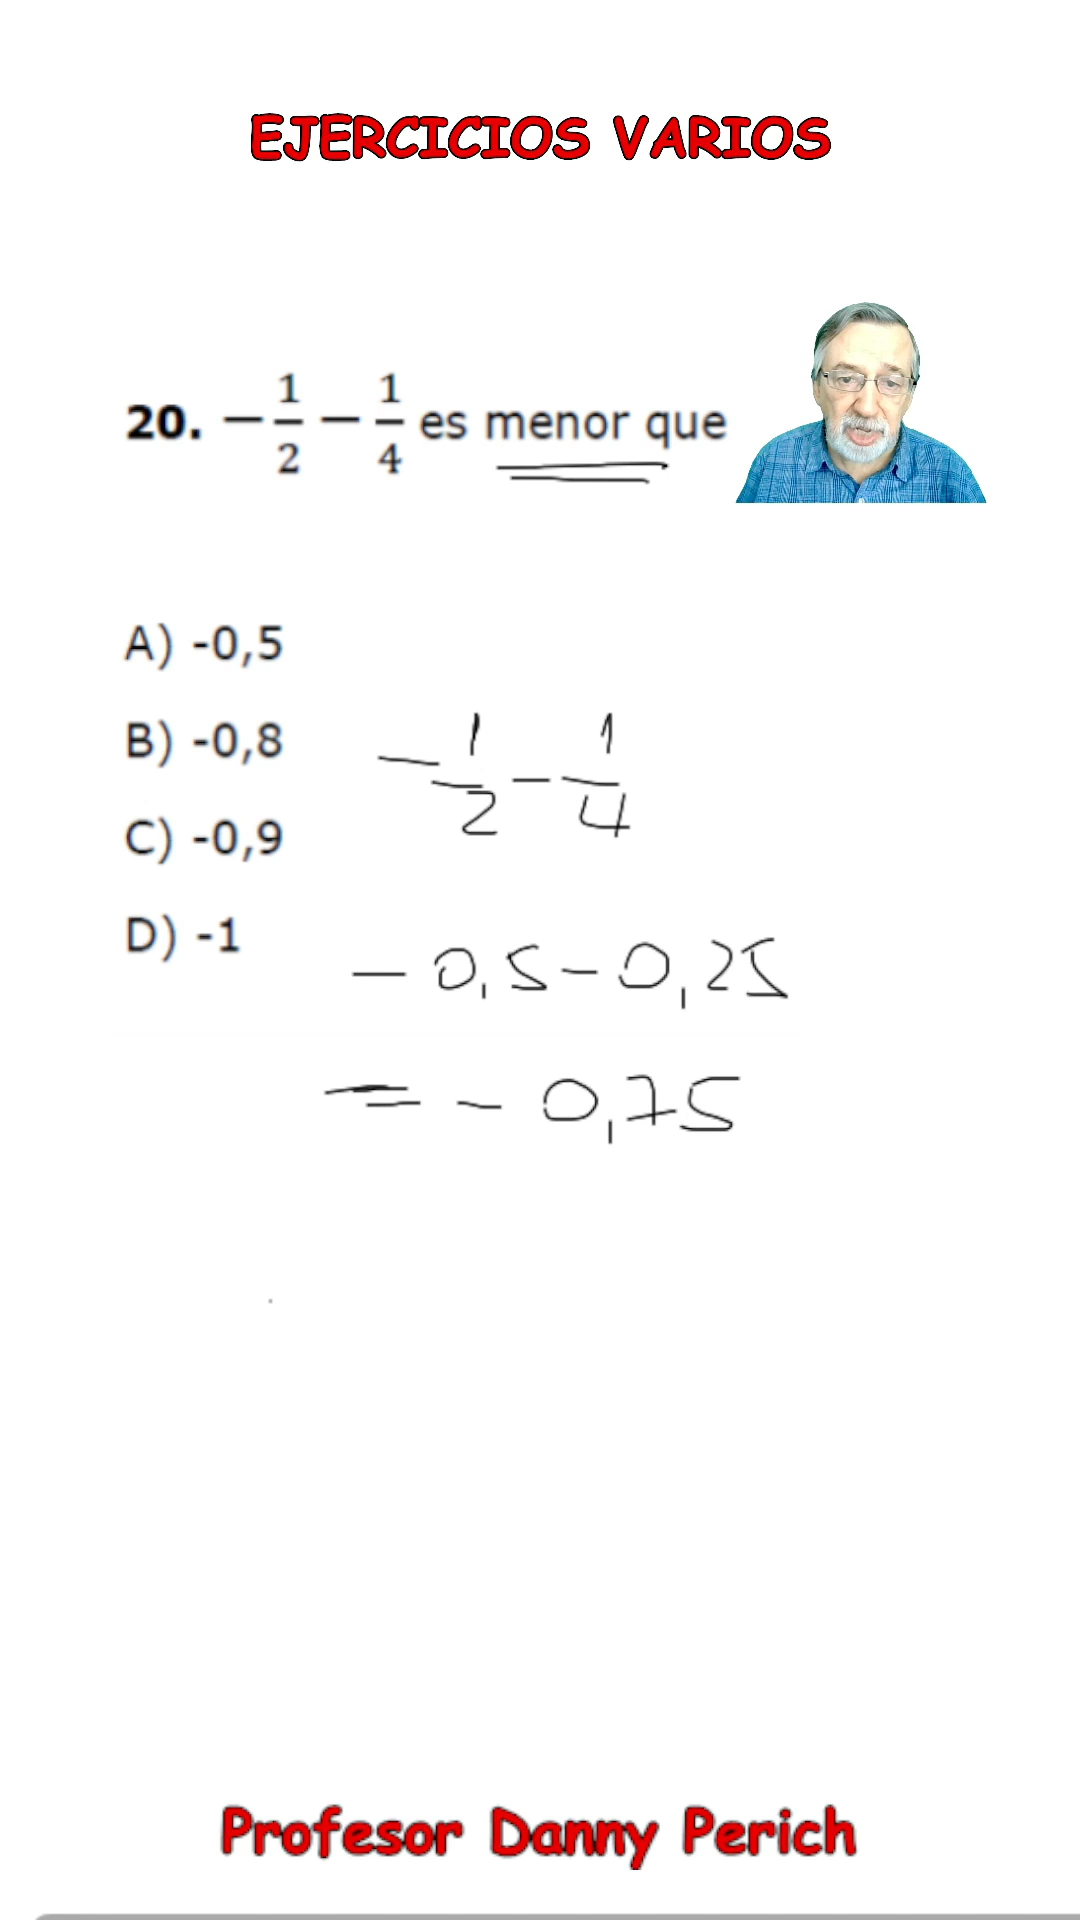 EJERCICIOS VARIOS
20. -1/2 - 1/4 es menor que
A) -0,5
B) -0,8
C) -0,9
D) -1
-1/2 - 1/4
-0,5-0,25
= -0,75
Profesor Danny Perich